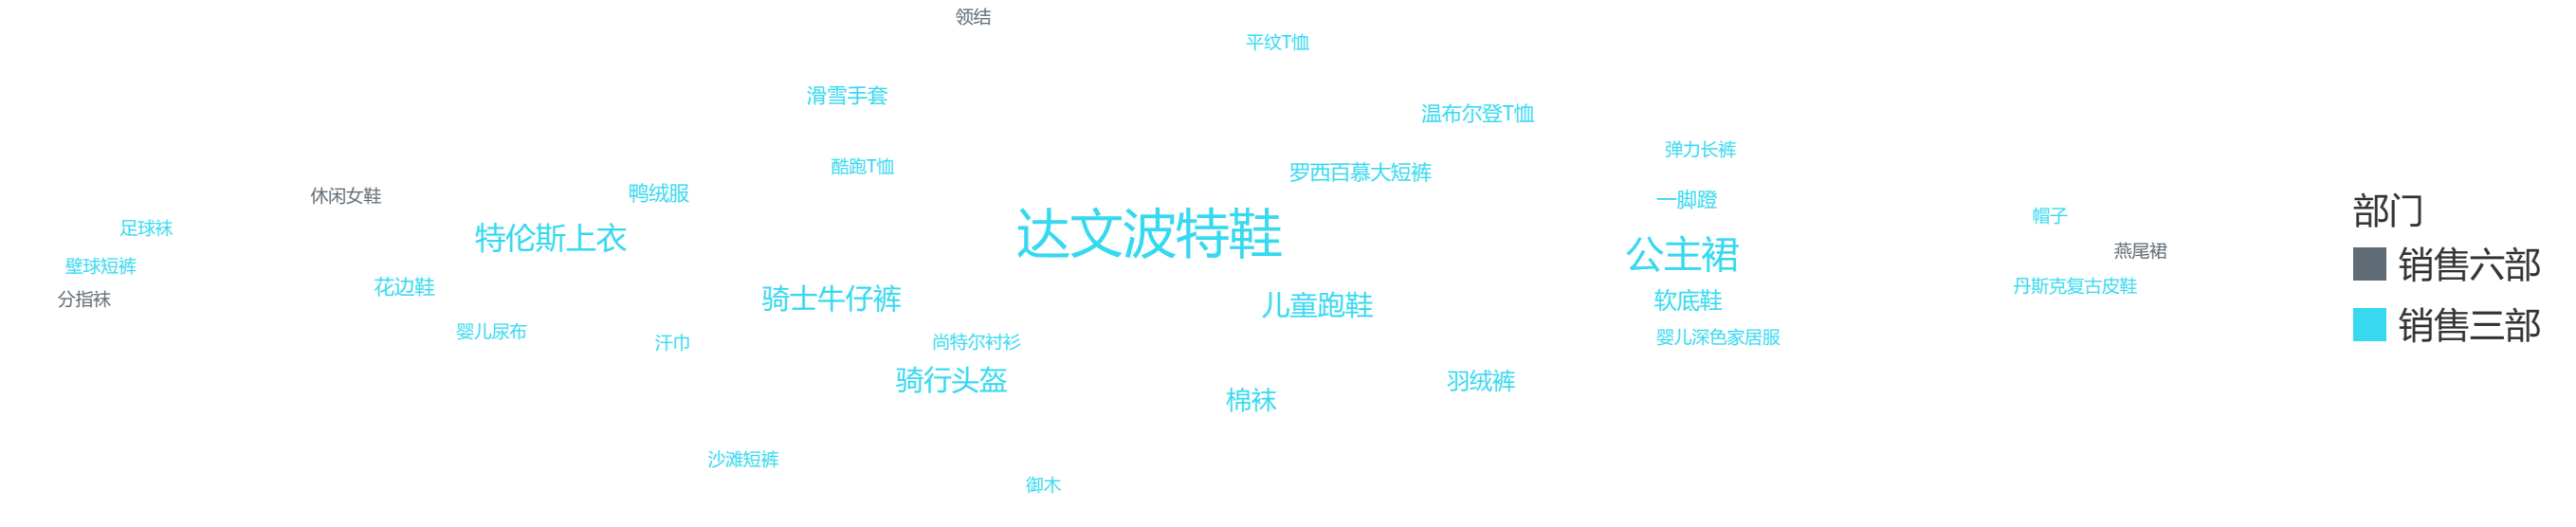 领结
平纹T恤
滑雪手套
温布尔登T恤
弹力长裤
酷跑T恤
罗西百慕大短裤
休闲女鞋
鸭绒服
一脚蹬
帽子
足球袜
特伦斯上衣
达文波特鞋
公主裙
燕尾裙
壁球短裤
花边鞋
丹斯克复古皮鞋
分指袜
骑士牛仔裤
儿童跑鞋
软底鞋
婴儿尿布
汗巾
尚特尔衬衫
婴儿深色家居服
骑行头盔
棉袜
羽绒裤
沙滩短裤
御木
部门
销售六部
销售三部